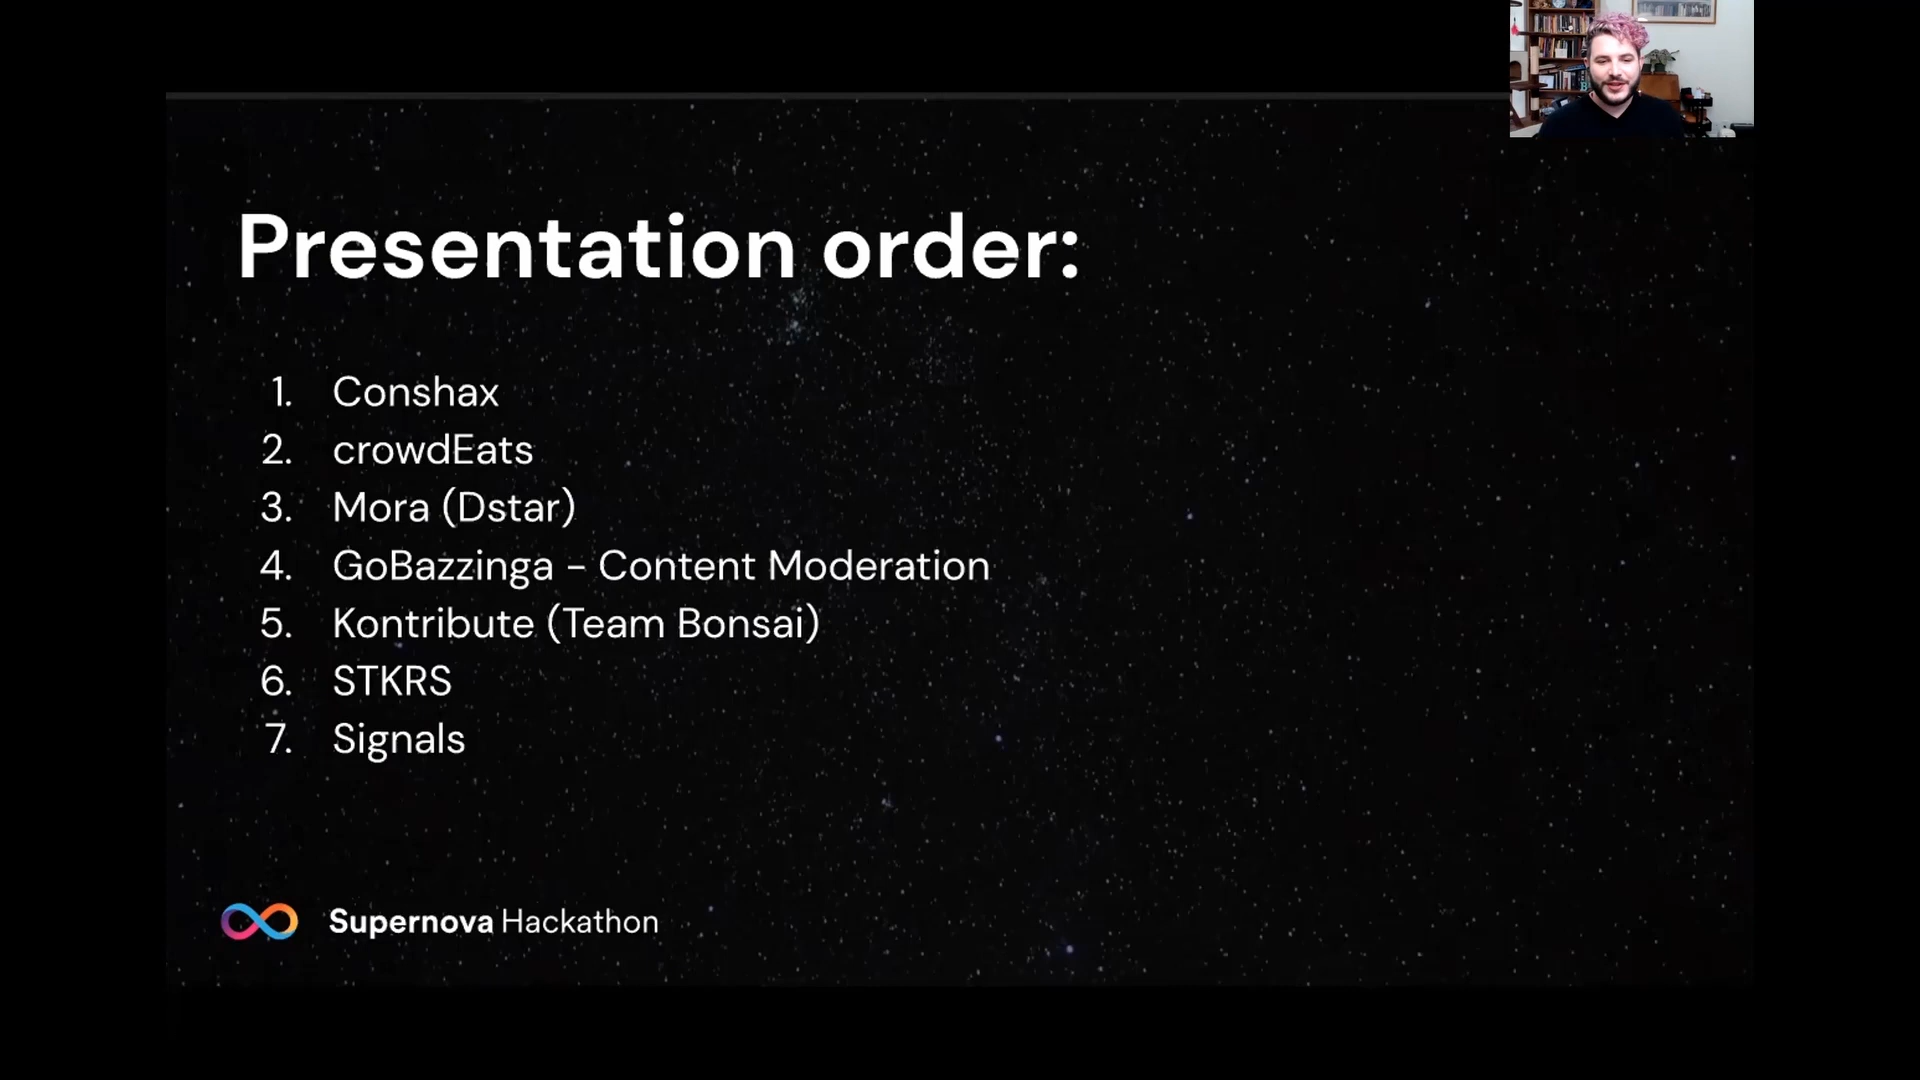 Presentation order:
1. Conshax
2. crowdEats
3. Mora (Dstar)
4. GoBazzinga - Content Moderation
5. Kontribute (Team Bonsai)
6. STKRS
7. Signals
Supernova Hackathon